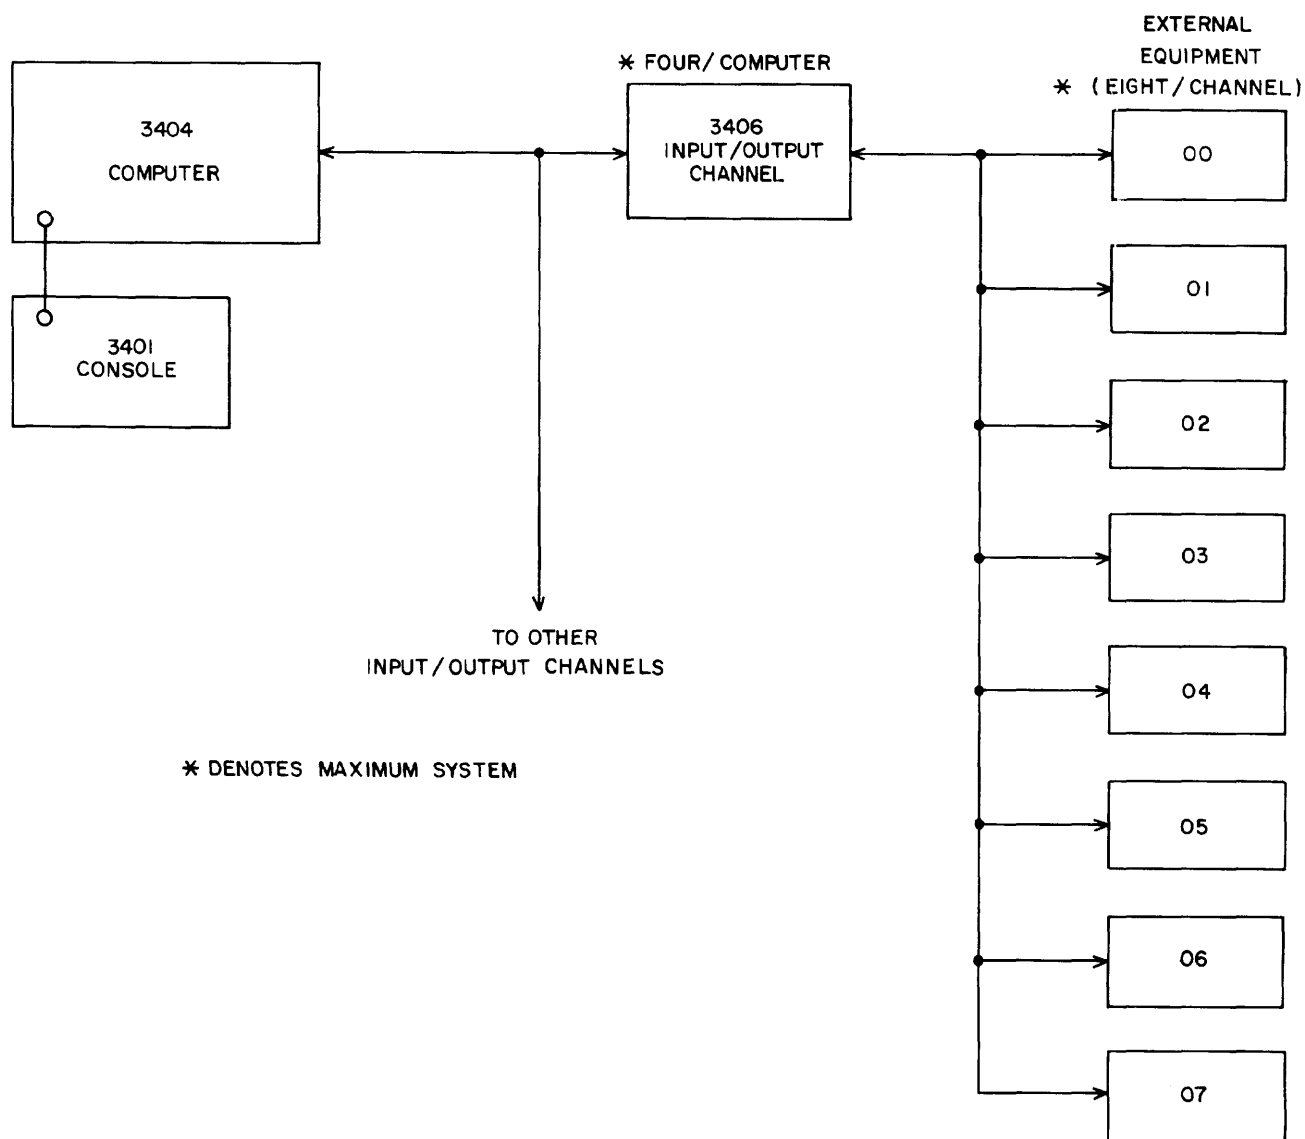 EXTERNAL
EQUIPMENT
* (EIGHT/CHANNEL)
* FOUR/COMPUTER
3404
COMPUTER
3406
INPUT/OUTPUT
CHANNEL
3401
CONSOLE
00
01
02
03
04
05
06
07
TO OTHER
INPUT/OUTPUT CHANNELS
* DENOTES MAXIMUM SYSTEM